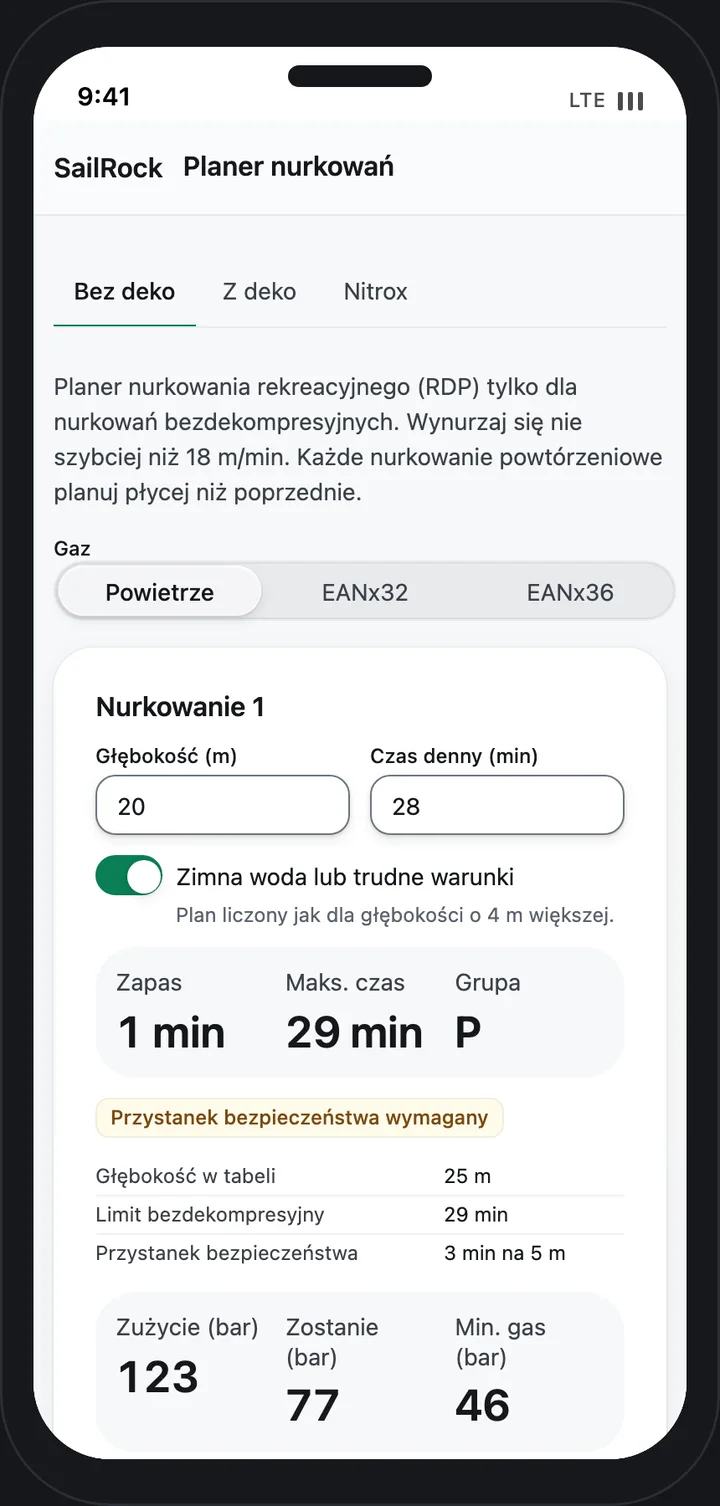 9:41
LTE
SailRock Planer nurkowań
Bez deko Z deko Nitrox
Planer nurkowania rekreacyjnego (RDP) tylko dla
nurkowań bezdekompresyjnych. Wynurzaj się nie
szybciej niż 18 m/min. Każde nurkowanie powtórzeniowe
planuj płycej niż poprzednie.
Gaz
Powietrze EANx32 EANx36
Nurkowanie 1
Głębokość (m) Czas denny (min)
20 28
Zimna woda lub trudne warunki
Plan liczony jak dla głębokości o 4 m większej.
Zapas Maks. czas Grupa
1 min 29 min P
Przystanek bezpieczeństwa wymagany
Głębokość w tabeli 25 m
Limit bezdekompresyjny 29 min
Przystanek bezpieczeństwa 3 min na 5 m
Zużycie (bar) Zostanie (bar) Min. gas (bar)
123 77 46